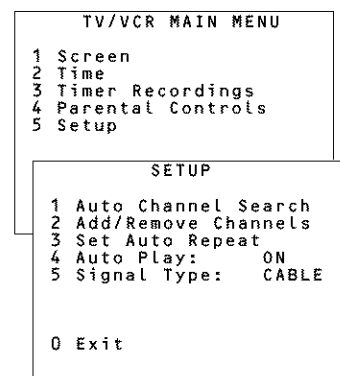 TV/VCR MAIN MENU
1 Screen
2 Time
3 Timer Recordings
4 Parental Controls
5 Setup
SETUP
1 Auto Channel Search
2 Add/Remove Channels
3 Set Auto Repeat
4 Auto Play: ON
5 Signal Type: CABLE
0 Exit